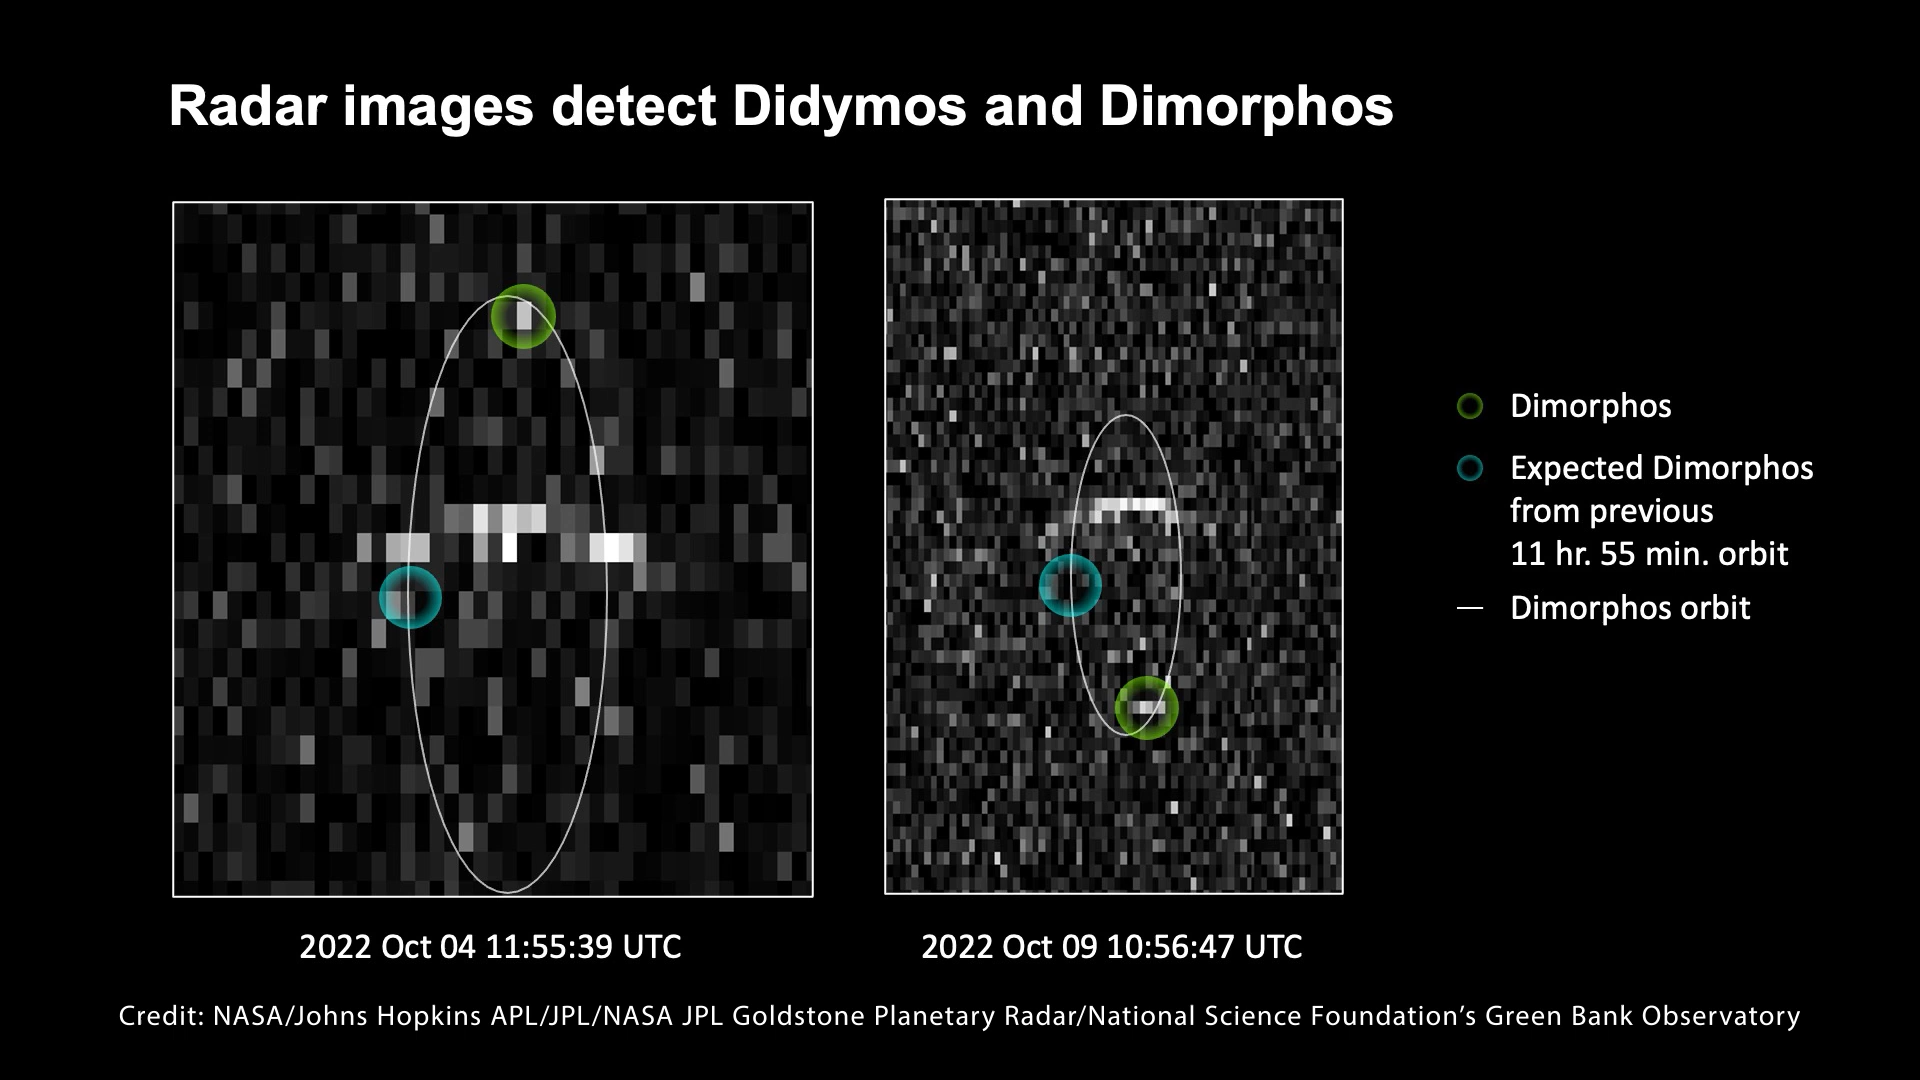 Radar images detect Didymos and Dimorphos
Dimorphos
Expected Dimorphos
from previous
11 hr. 55 min. orbit
Dimorphos orbit
2022 Oct 04 11:55:39 UTC
2022 Oct 09 10:56:47 UTC
Credit: NASA/Johns Hopkins APL/JPL/NASA JPL Goldstone Planetary Radar/National Science Foundation’s Green Bank Observatory